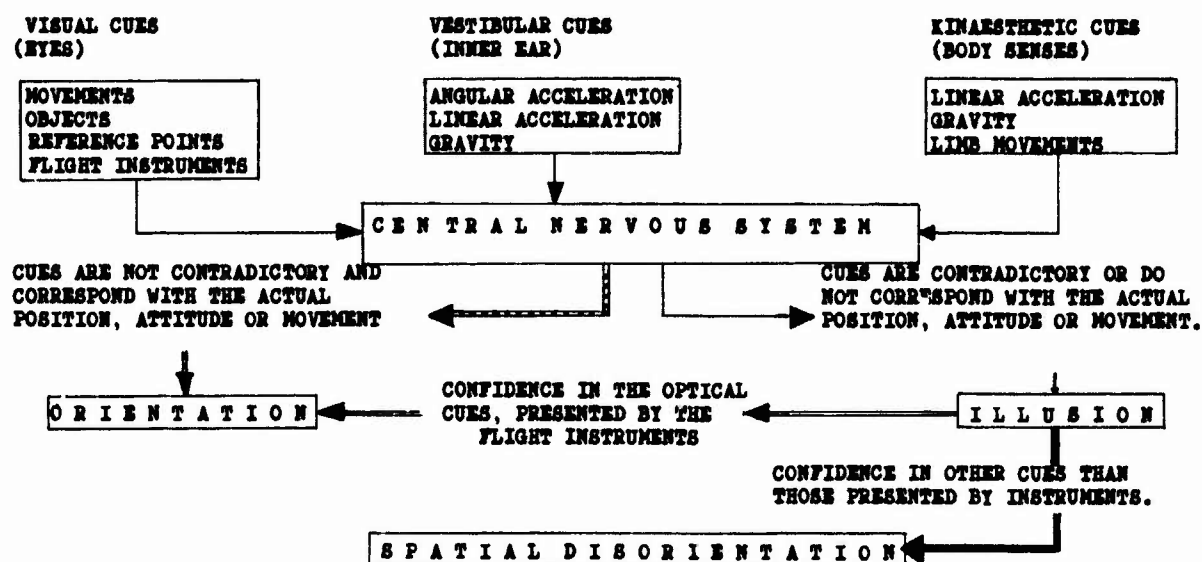 VISUAL CUES
(EYES)
MOVEMENTS
OBJECTS
REFERENCE POINTS
FLIGHT INSTRUMENTS
VESTIBULAR CUES
(INNER EAR)
ANGULAR ACCELERATION
LINEAR ACCELERATION
GRAVITY
KINAESTHETIC CUES
(BODY SENSES)
LINEAR ACCELERATION
GRAVITY
LIMB MOVEMENTS
CENTRAL NERVOUS SYSTEM
CUES ARE NOT CONTRADICTORY AND
CORRESPOND WITH THE ACTUAL
POSITION, ATTITUDE OR MOVEMENT
CUES ARE CONTRADICTORY OR DO
NOT CORRESPOND WITH THE ACTUAL
POSITION, ATTITUDE OR MOVEMENT.
ORIENTATION
CONFIDENCE IN THE OPTICAL
CUES, PRESENTED BY THE
FLIGHT INSTRUMENTS
ILLUSION
CONFIDENCE IN OTHER CUES THAN
THOSE PRESENTED BY INSTRUMENTS.
SPATIAL DISORIENTATION